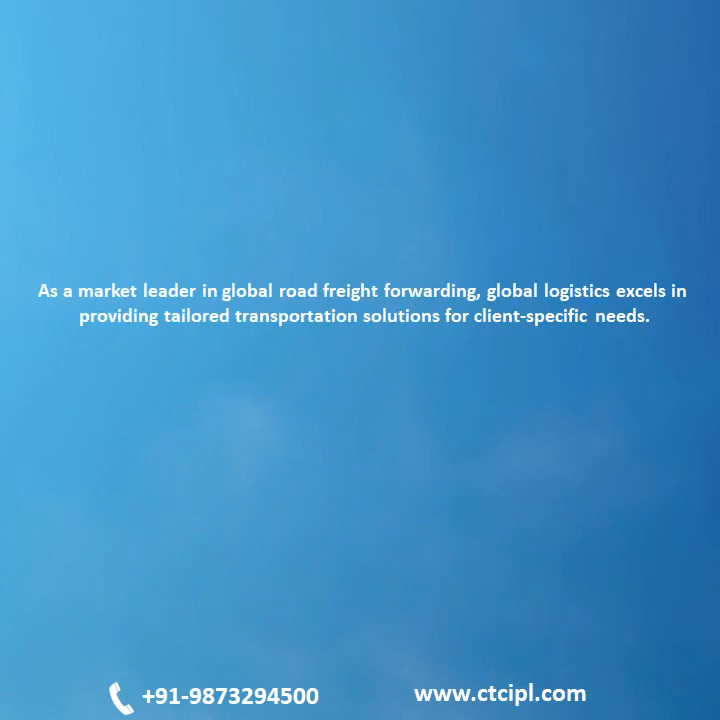 As a market leader in global road freight forwarding, global logistics excels in
providing tailored transportation solutions for client-specific needs.
+91-9873294500
www.ctcipl.com